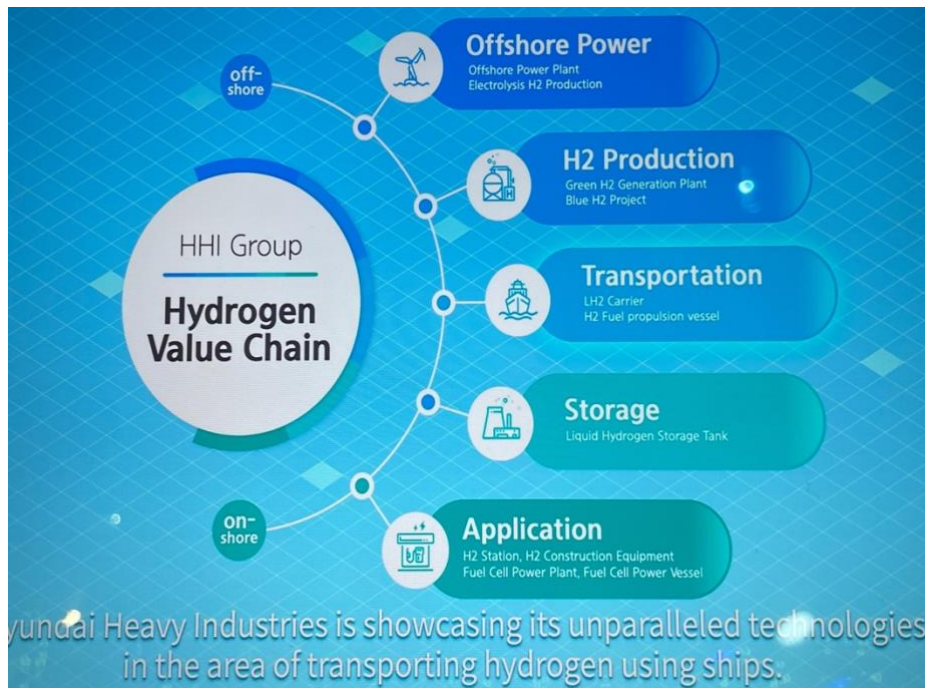 off-
shore
Offshore Power
Offshore Power Plant
Electrolysis H2 Production
H2 Production
Green H2 Generation Plant
Blue H2 Project
HHI Group
Hydrogen
Value Chain
Transportation
LH2 Carrier
H2 Fuel propulsion vessel
Storage
Liquid Hydrogen Storage Tank
on-
shore
Application
H2 Station, H2 Construction Equipment
Fuel Cell Power Plant, Fuel Cell Power Vessel
yundai Heavy Industries is showcasing its unparalleled technologies
in the area of transporting hydrogen using ships.